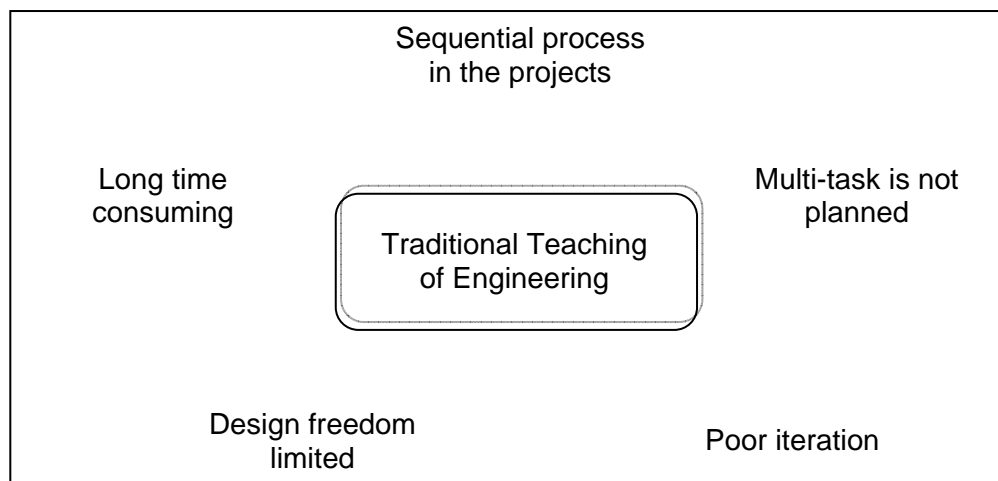 Sequential process
in the projects
Long time
consuming
Multi-task is not
planned
Traditional Teaching
of Engineering
Design freedom
limited
Poor iteration